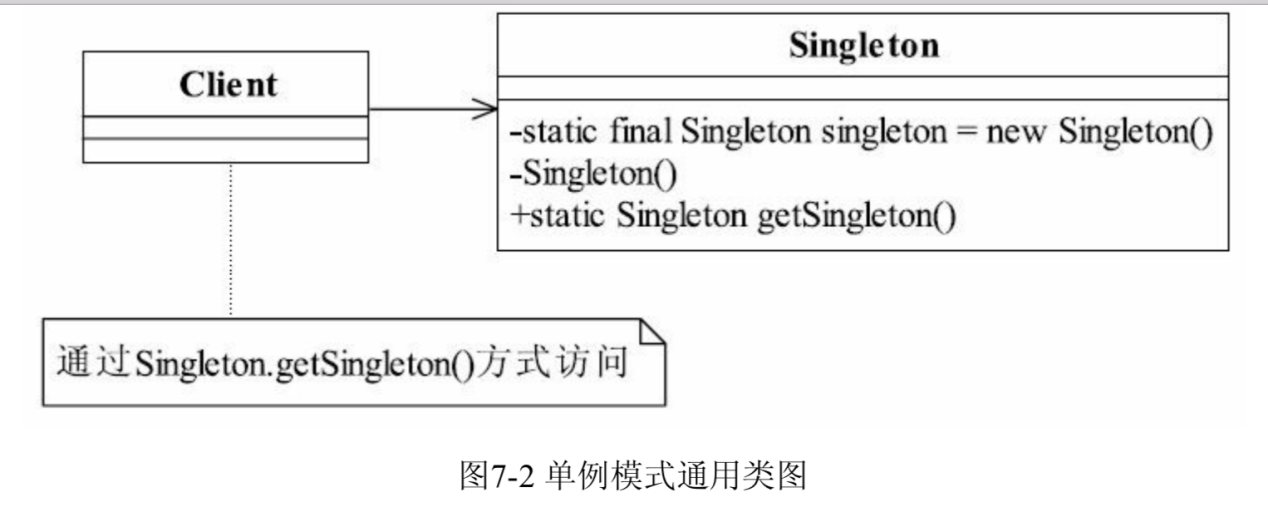 Client
Singleton
-static final Singleton singleton = new Singleton()
-Singleton()
+static Singleton getSingleton()
通过Singleton.getSingleton()方式访问
图7-2 单例模式通用类图